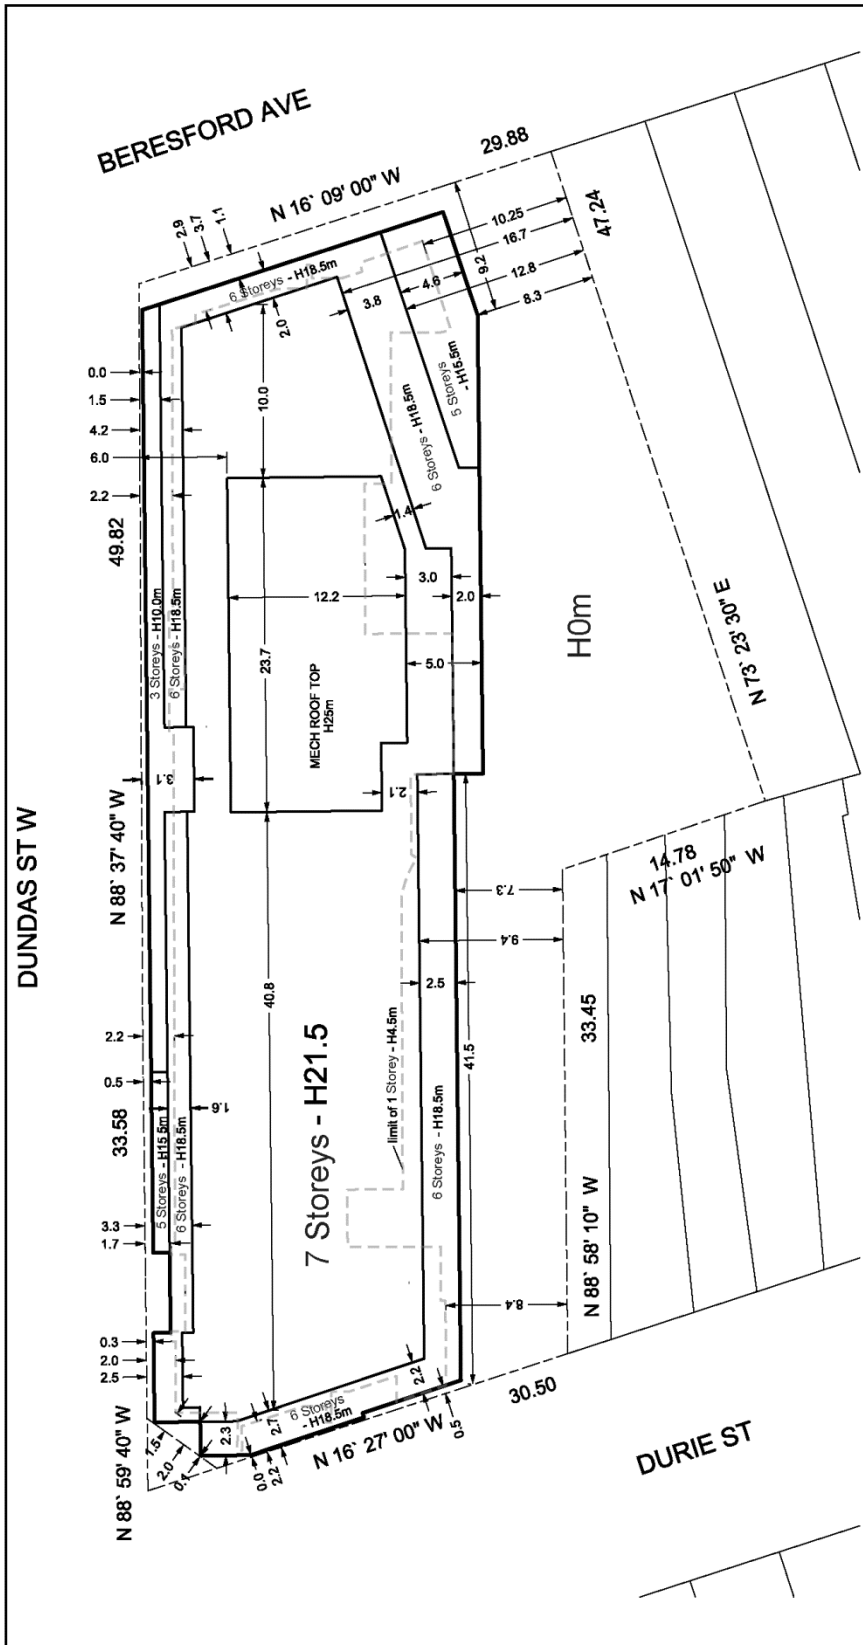 BERESFORD AVE
29.88
N 16` 09' 00" W
2.9
3.7
1.1
10.25
47.24
16.7
9.2
12.8
8.3
4.6
3.8
6 Storeys - H18.5m
2.0
0.0
1.5
4.2
6.0
2.2
10.0
5 Storeys
- H15.5m
6 Storeys - H18.5m
1.4
49.82
3.0
2.0
12.2
H0m
N 73` 23' 30" E
3 Storeys - H10.0m
6 Storeys - H18.5m
23.7
5.0
MECH ROOF TOP
H25m
3.1
2.1
DUNDAS ST W
N 88` 37' 40" W
14.78
N 17` 01' 50" W
7.3
9.4
2.5
40.8
33.45
2.2
0.5
1.6
33.58
7 Storeys - H21.5
limit of 1 Storey - H4.5m
41.5
6 Storeys - H18.5m
5 Storeys - H15.5m
6 Storeys - H18.5m
3.3
1.7
N 88` 58' 10" W
8.4
0.3
2.0
2.5
2.2
30.50
6 Storeys
- H18.5m
2.7
2.3
N 88` 59' 40" W
1.5
2.0
0.1
0.0
2.2
N 16` 27' 00" W
0.5
DURIE ST